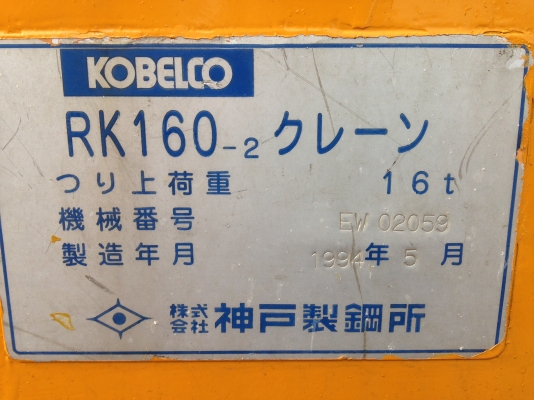 KOBELCO
RK160-2 クレーン
つり上荷重 16t
機械番号 EW 02059
製造年月 1994年 5月
株式会社 神戸製鋼所